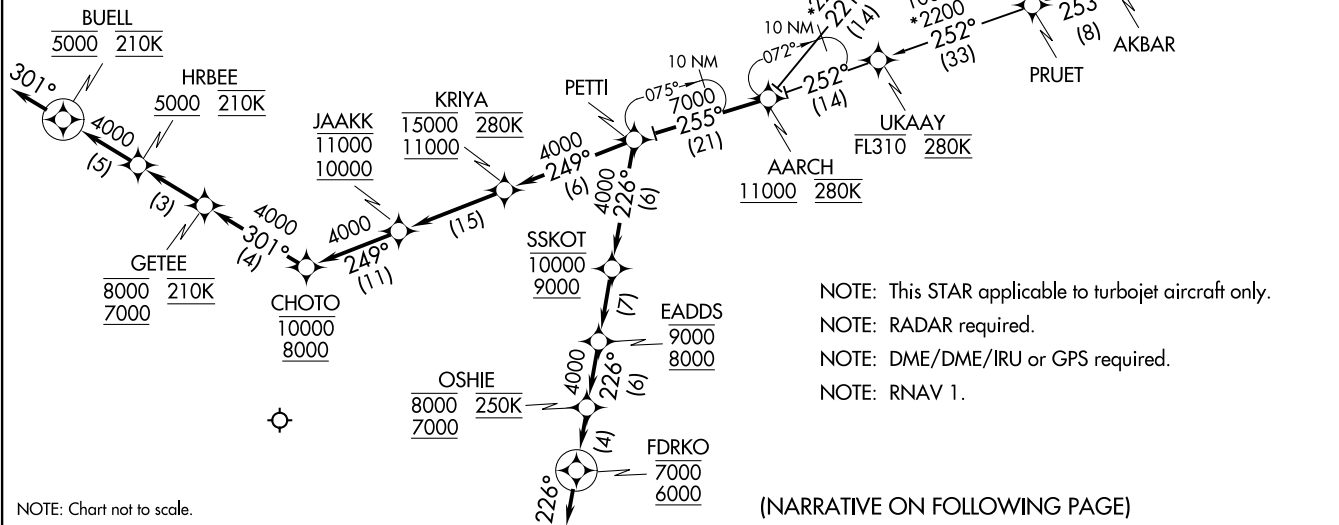 BUELL
5000 210K
301°
HRBEE
5000 210K
4000
(5)
(3)
GETEE
8000 210K
7000
4000
301°
(4)
CHOTO
10000
8000
JAAKK
11000
10000
4000
249°
(11)
KRIYA
15000 280K
11000
(15)
4000
249°
(6)
PETTI
10 NM
075°
7000
255°
(21)
10 NM
072°
(14)
252°
(14)
AARCH
11000 280K
UKAAY
FL310 280K
*2200
252°
(33)
PRUET
253
(8)
AKBAR
4000
226°
(6)
SSKOT
10000
9000
(7)
EADDS
9000
8000
4000
226°
(6)
OSHIE
8000 250K
7000
(4)
FDRKO
7000
6000
226°
NOTE: This STAR applicable to turbojet aircraft only.
NOTE: RADAR required.
NOTE: DME/DME/IRU or GPS required.
NOTE: RNAV 1.
NOTE: Chart not to scale.
(NARRATIVE ON FOLLOWING PAGE)